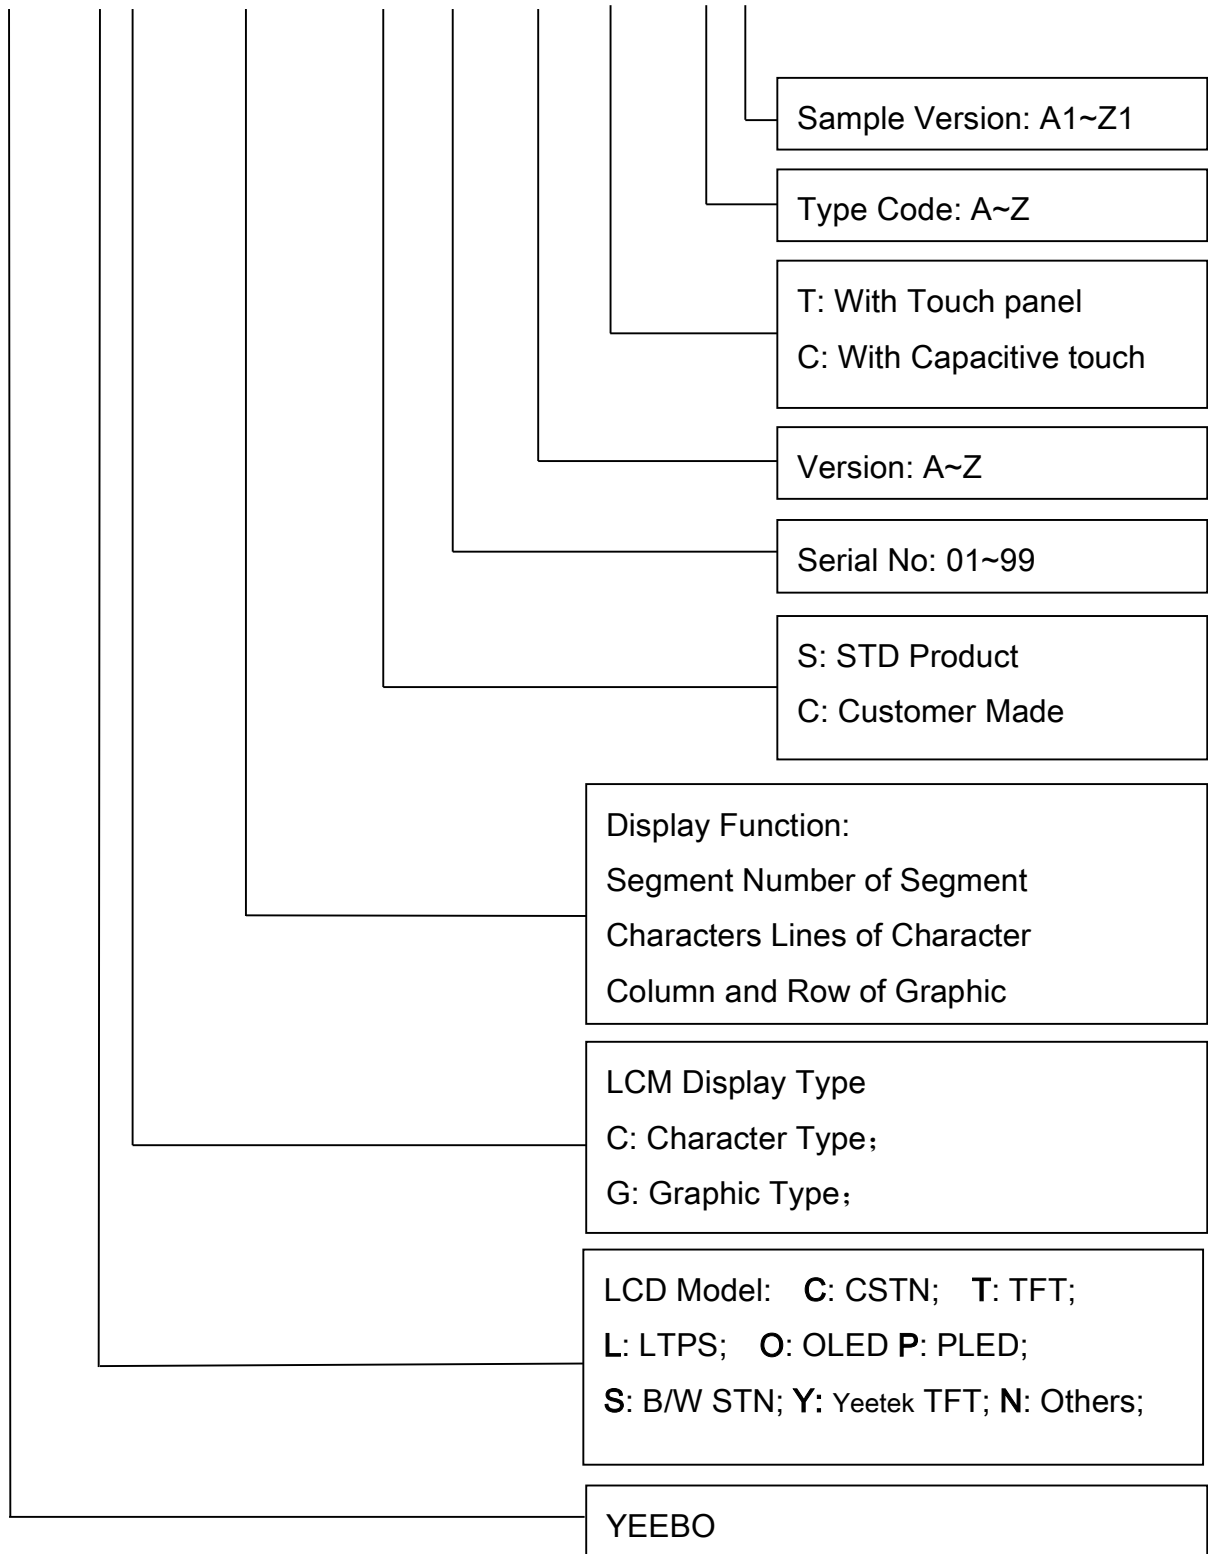 Sample Version: A1~Z1
Type Code: A~Z
T: With Touch panel
C: With Capacitive touch
Version: A~Z
Serial No: 01~99
S: STD Product
C: Customer Made
Display Function:
Segment Number of Segment
Characters Lines of Character
Column and Row of Graphic
LCM Display Type
C: Character Type；
G: Graphic Type；
LCD Model: C: CSTN; T: TFT;
L: LTPS; O: OLED P: PLED;
S: B/W STN; Y: Yeetek TFT; N: Others;
YEEBO